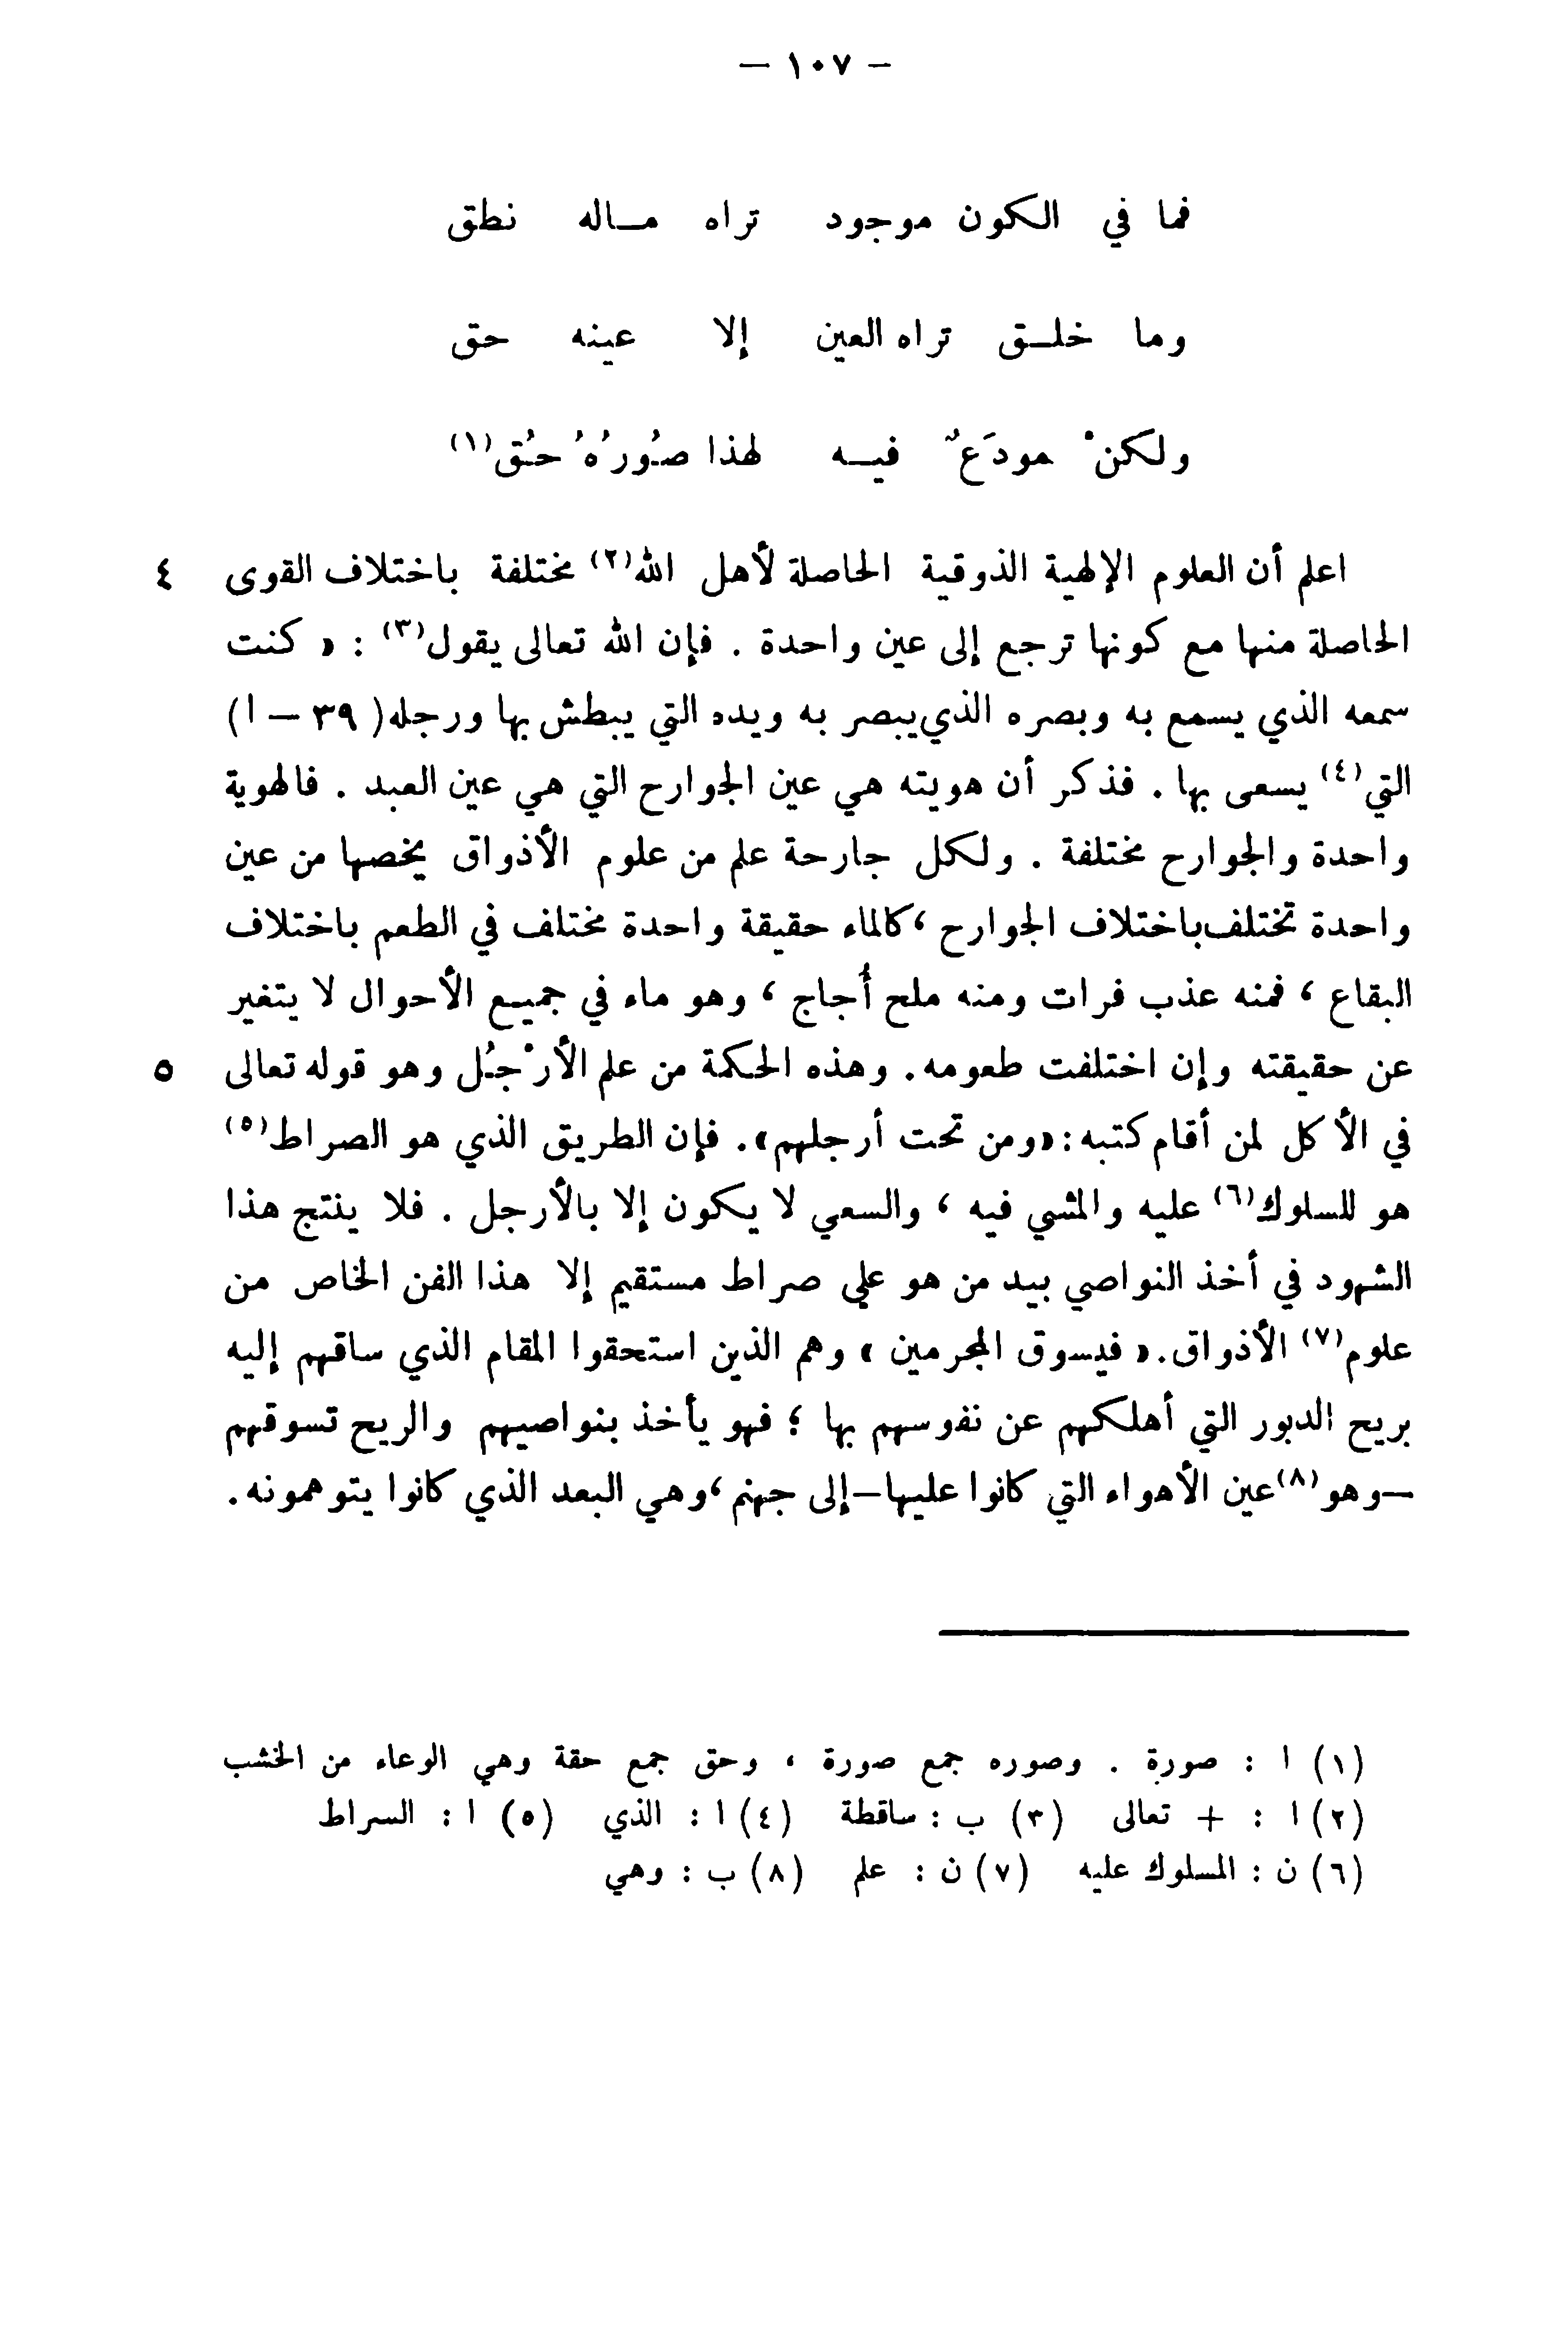 — ١٠٧ —
فما في الكون موجود تراه ماله نطق
وما خلق تراه العين إلا عينه حق
ولكنْ مودَعٌ فيه لهذا صُورُهُ حُق(١)
اعلم أن العلوم الإلهية الذوقية الحاصلة لأهل الله(٢) مختلفة باختلاف القوى ٤
الحاصلة منها مع كونها ترجع إلى عين واحدة . فإن الله تعالى يقول(٣) : « كنت
سمعه الذي يسمع به وبصره الذي يبصر به ويده التي يبطش بها ورجله (٣٩ – ا)
التي(٤) يسعى بها . فذكر أن هويته هي عين الجوارح التي هي عين العبد . فالهوية
واحدة والجوارح مختلفة . ولكل جارحة علم من علوم الأذواق يخصها من عين
واحدة تختلف باختلاف الجوارح ، كالماء حقيقة واحدة مختلف في الطعم باختلاف
البقاع ، فمنه عذب فرات ومنه ملح أُجاج ، وهو ماء في جميع الأحوال لا يتغير
عن حقيقته وإن اختلفت طعومه . وهذه الحكمة من علم الأرْجُل وهو قوله تعالى ٥
في الأكل لمن أقام كتبه : «ومن تحت أرجلهم» . فإن الطريق الذي هو الصراط(٥)
هو للسلوك(٦) عليه والمشي فيه ، والسعي لا يكون إلا بالأرجل . فلا ينتج هذا
الشهود في أخذ النواصي بيد من هو على صراط مستقيم إلا هذا الفن الخاص من
علوم(٧) الأذواق . « فيسوق المجرمين » وهم الذين استحقوا المقام الذي ساقهم إليه
بريح الدبور التي أهلكهم عن نفوسهم بها ؛ فهو يأخذ بنواصيهم والريح تسوقهم
—وهو(٨) عين الأهواء التي كانوا عليها— إلى جهنم ، وهي البعد الذي كانوا يتوهمونه .
(١) ا : صورة . وصوره جمع صورة ، وحق جمع حقة وهي الوعاء من الخشب
(٢) ا : + تعالى (٣) ب : ساقطة (٤) ا : الذي (٥) ا : السراط
(٦) ن : المسلوك عليه (٧) ن : علم (٨) ب : وهي